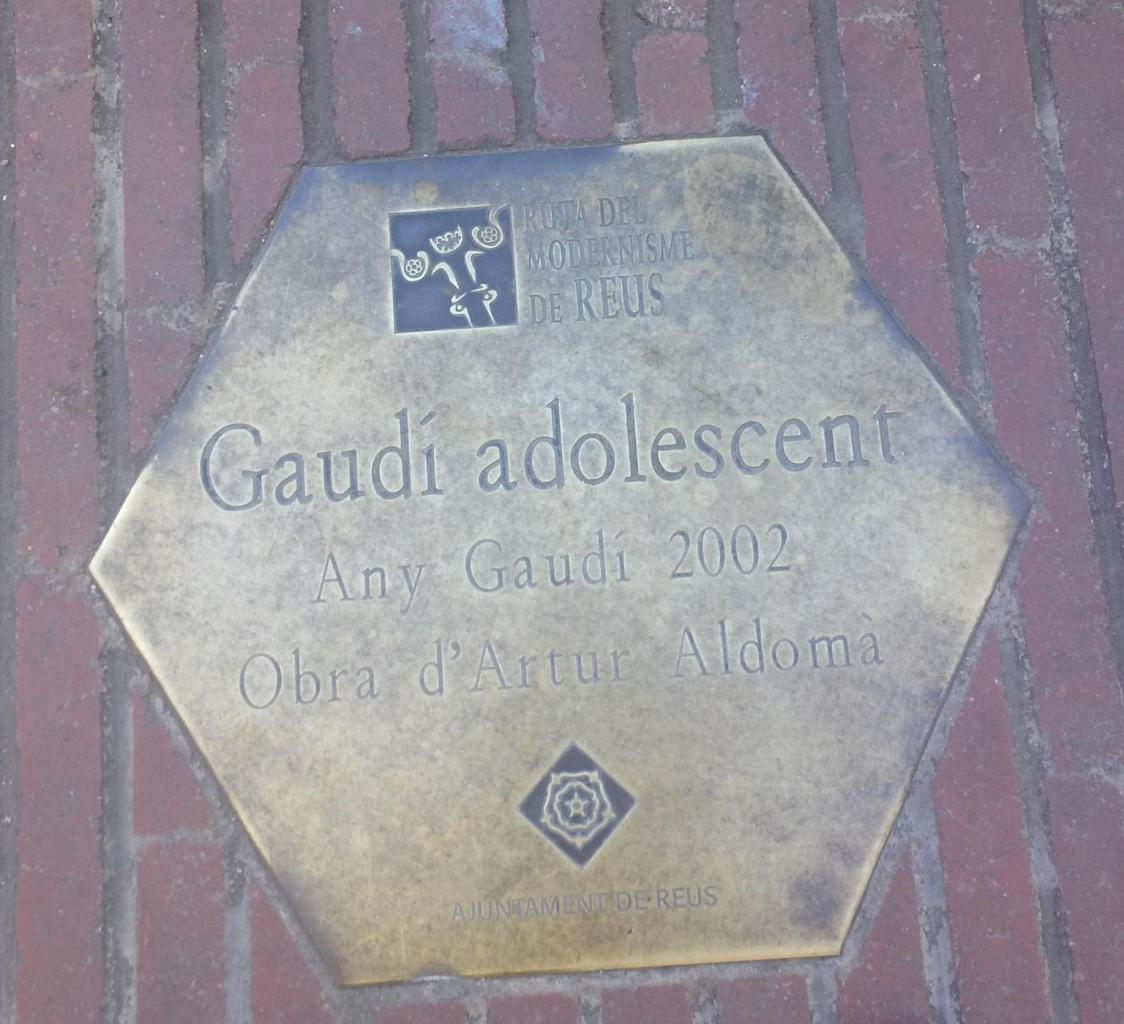 RUTA DEL
MODERNISME
DE REUS
Gaudí adolescent
Any Gaudí 2002
Obra d'Artur Aldomà
AJUNTAMENT DE REUS